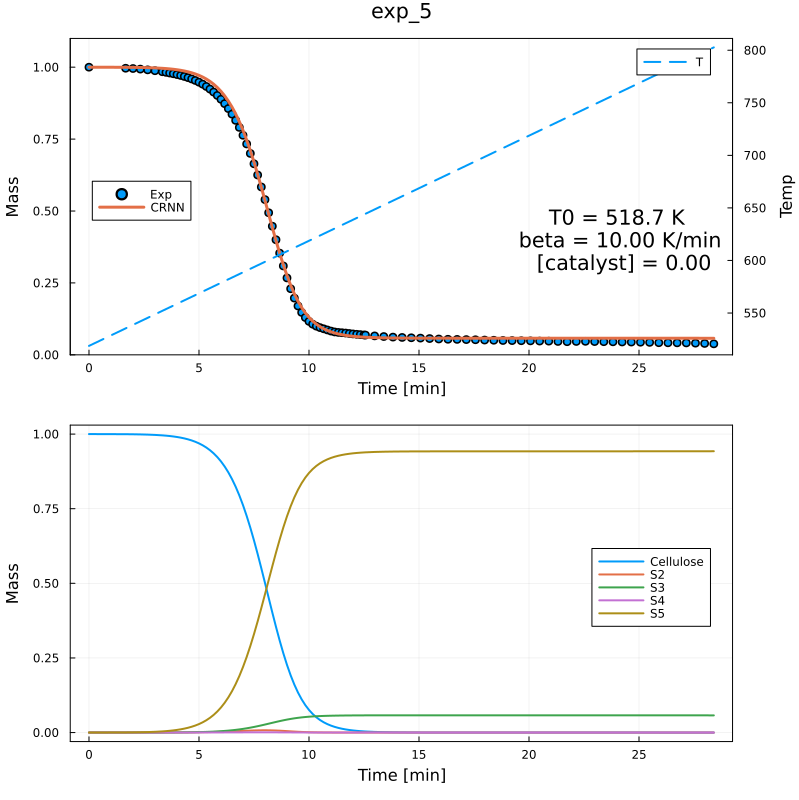 exp_5
Mass
1.00
0.75
0.50
0.25
0.00
0
5
10
15
20
25
Time [min]
Temp
800
750
700
650
600
550
T
Exp
CRNN
T0 = 518.7 K
beta = 10.00 K/min
[catalyst] = 0.00
Mass
1.00
0.75
0.50
0.25
0.00
0
5
10
15
20
25
Time [min]
Cellulose
S2
S3
S4
S5